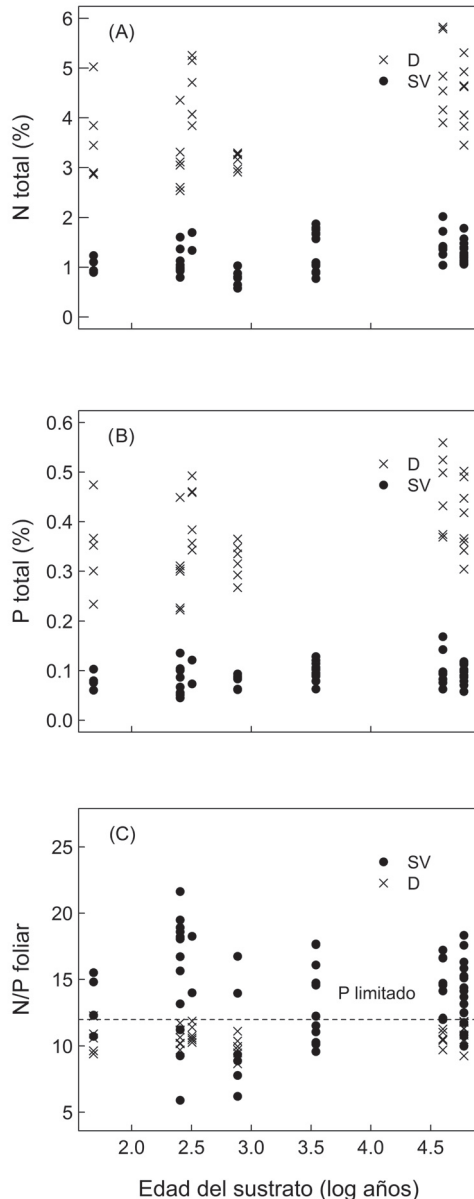 (A)
× D
● SV
N total (%)
6
5
4
3
2
1
0
(B)
× D
● SV
P total (%)
0.6
0.5
0.4
0.3
0.2
0.1
0.0
(C)
● SV
× D
N/P foliar
25
20
15
10
5
P limitado
2.0 2.5 3.0 3.5 4.0 4.5
Edad del sustrato (log años)